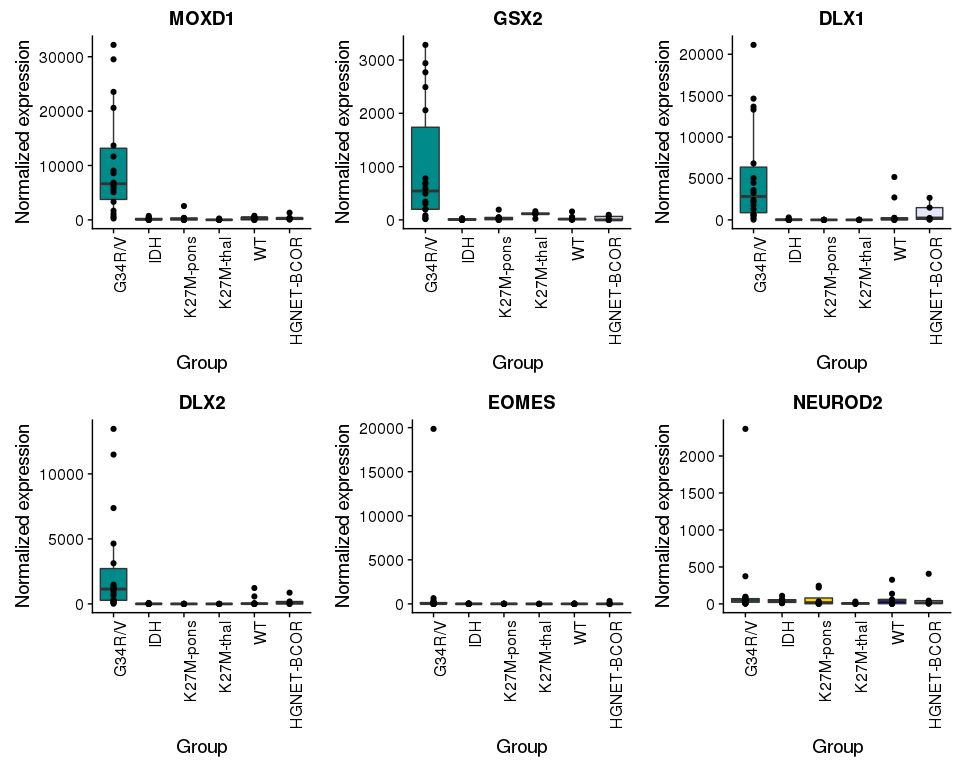 MOXD1
Normalized expression
30000
20000
10000
0
G34R/V
IDH
K27M-pons
K27M-thal
WT
HGNET-BCOR
Group
GSX2
Normalized expression
3000
2000
1000
0
G34R/V
IDH
K27M-pons
K27M-thal
WT
HGNET-BCOR
Group
DLX1
Normalized expression
20000
15000
10000
5000
0
G34R/V
IDH
K27M-pons
K27M-thal
WT
HGNET-BCOR
Group
DLX2
Normalized expression
10000
5000
0
G34R/V
IDH
K27M-pons
K27M-thal
WT
HGNET-BCOR
Group
EOMES
Normalized expression
20000
15000
10000
5000
0
G34R/V
IDH
K27M-pons
K27M-thal
WT
HGNET-BCOR
Group
NEUROD2
Normalized expression
2000
1500
1000
500
0
G34R/V
IDH
K27M-pons
K27M-thal
WT
HGNET-BCOR
Group